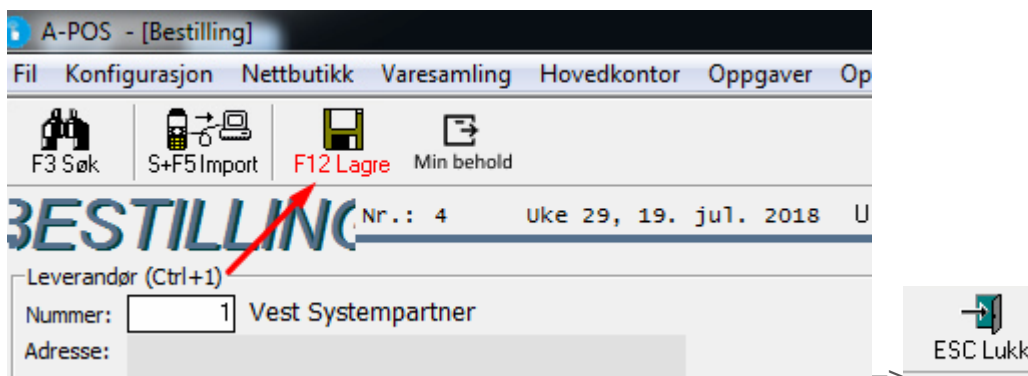 A-POS - [Bestilling]
Fil Konfigurasjon Nettbutikk Varesamling Hovedkontor Oppgaver Op
F3 Søk S+F5 Import F12 Lagre Min behold
BESTILLING Nr.: 4 Uke 29, 19. jul. 2018 U
Leverandør (Ctrl+1)
Nummer: 1 Vest Systempartner
Adresse:
ESC Lukk